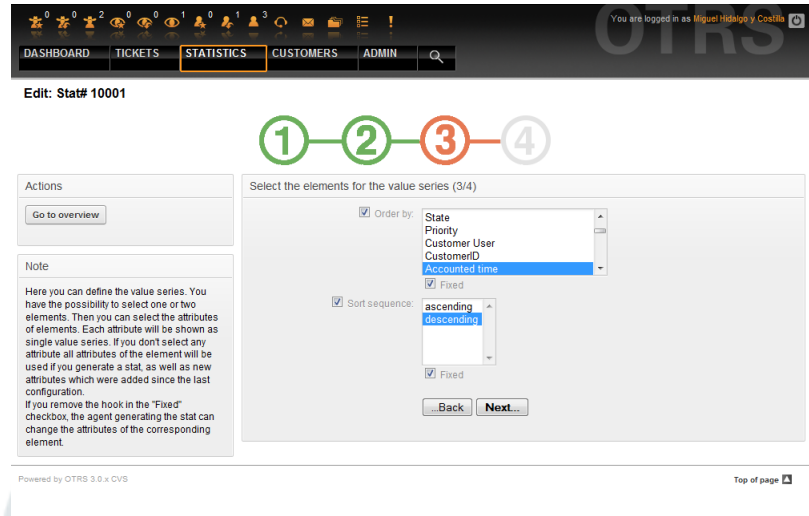 0 0 2 0 0 1 0 1 3
You are logged in as Miguel Hidalgo y Costilla
OTRS
DASHBOARD TICKETS STATISTICS CUSTOMERS ADMIN
Edit: Stat# 10001
1 2 3 4
Actions
Go to overview
Note
Here you can define the value series. You
have the possibility to select one or two
elements. Then you can select the attributes
of elements. Each attribute will be shown as
single value series. If you don't select any
attribute all attributes of the element will be
used if you generate a stat, as well as new
attributes which were added since the last
configuration.
If you remove the hook in the "Fixed"
checkbox, the agent generating the stat can
change the attributes of the corresponding
element.
Select the elements for the value series (3/4)
Order by:
State
Priority
Customer User
CustomerID
Accounted time
Fixed
Sort sequence:
ascending
descending
Fixed
...Back Next...
Powered by OTRS 3.0.x CVS
Top of page